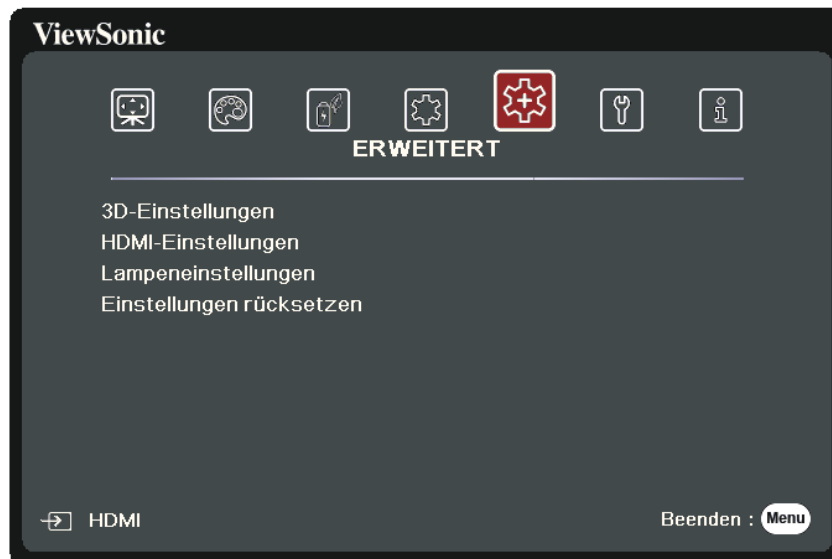 ViewSonic
ERWEITERT
3D-Einstellungen
HDMI-Einstellungen
Lampeneinstellungen
Einstellungen rücksetzen
HDMI
Beenden : Menu